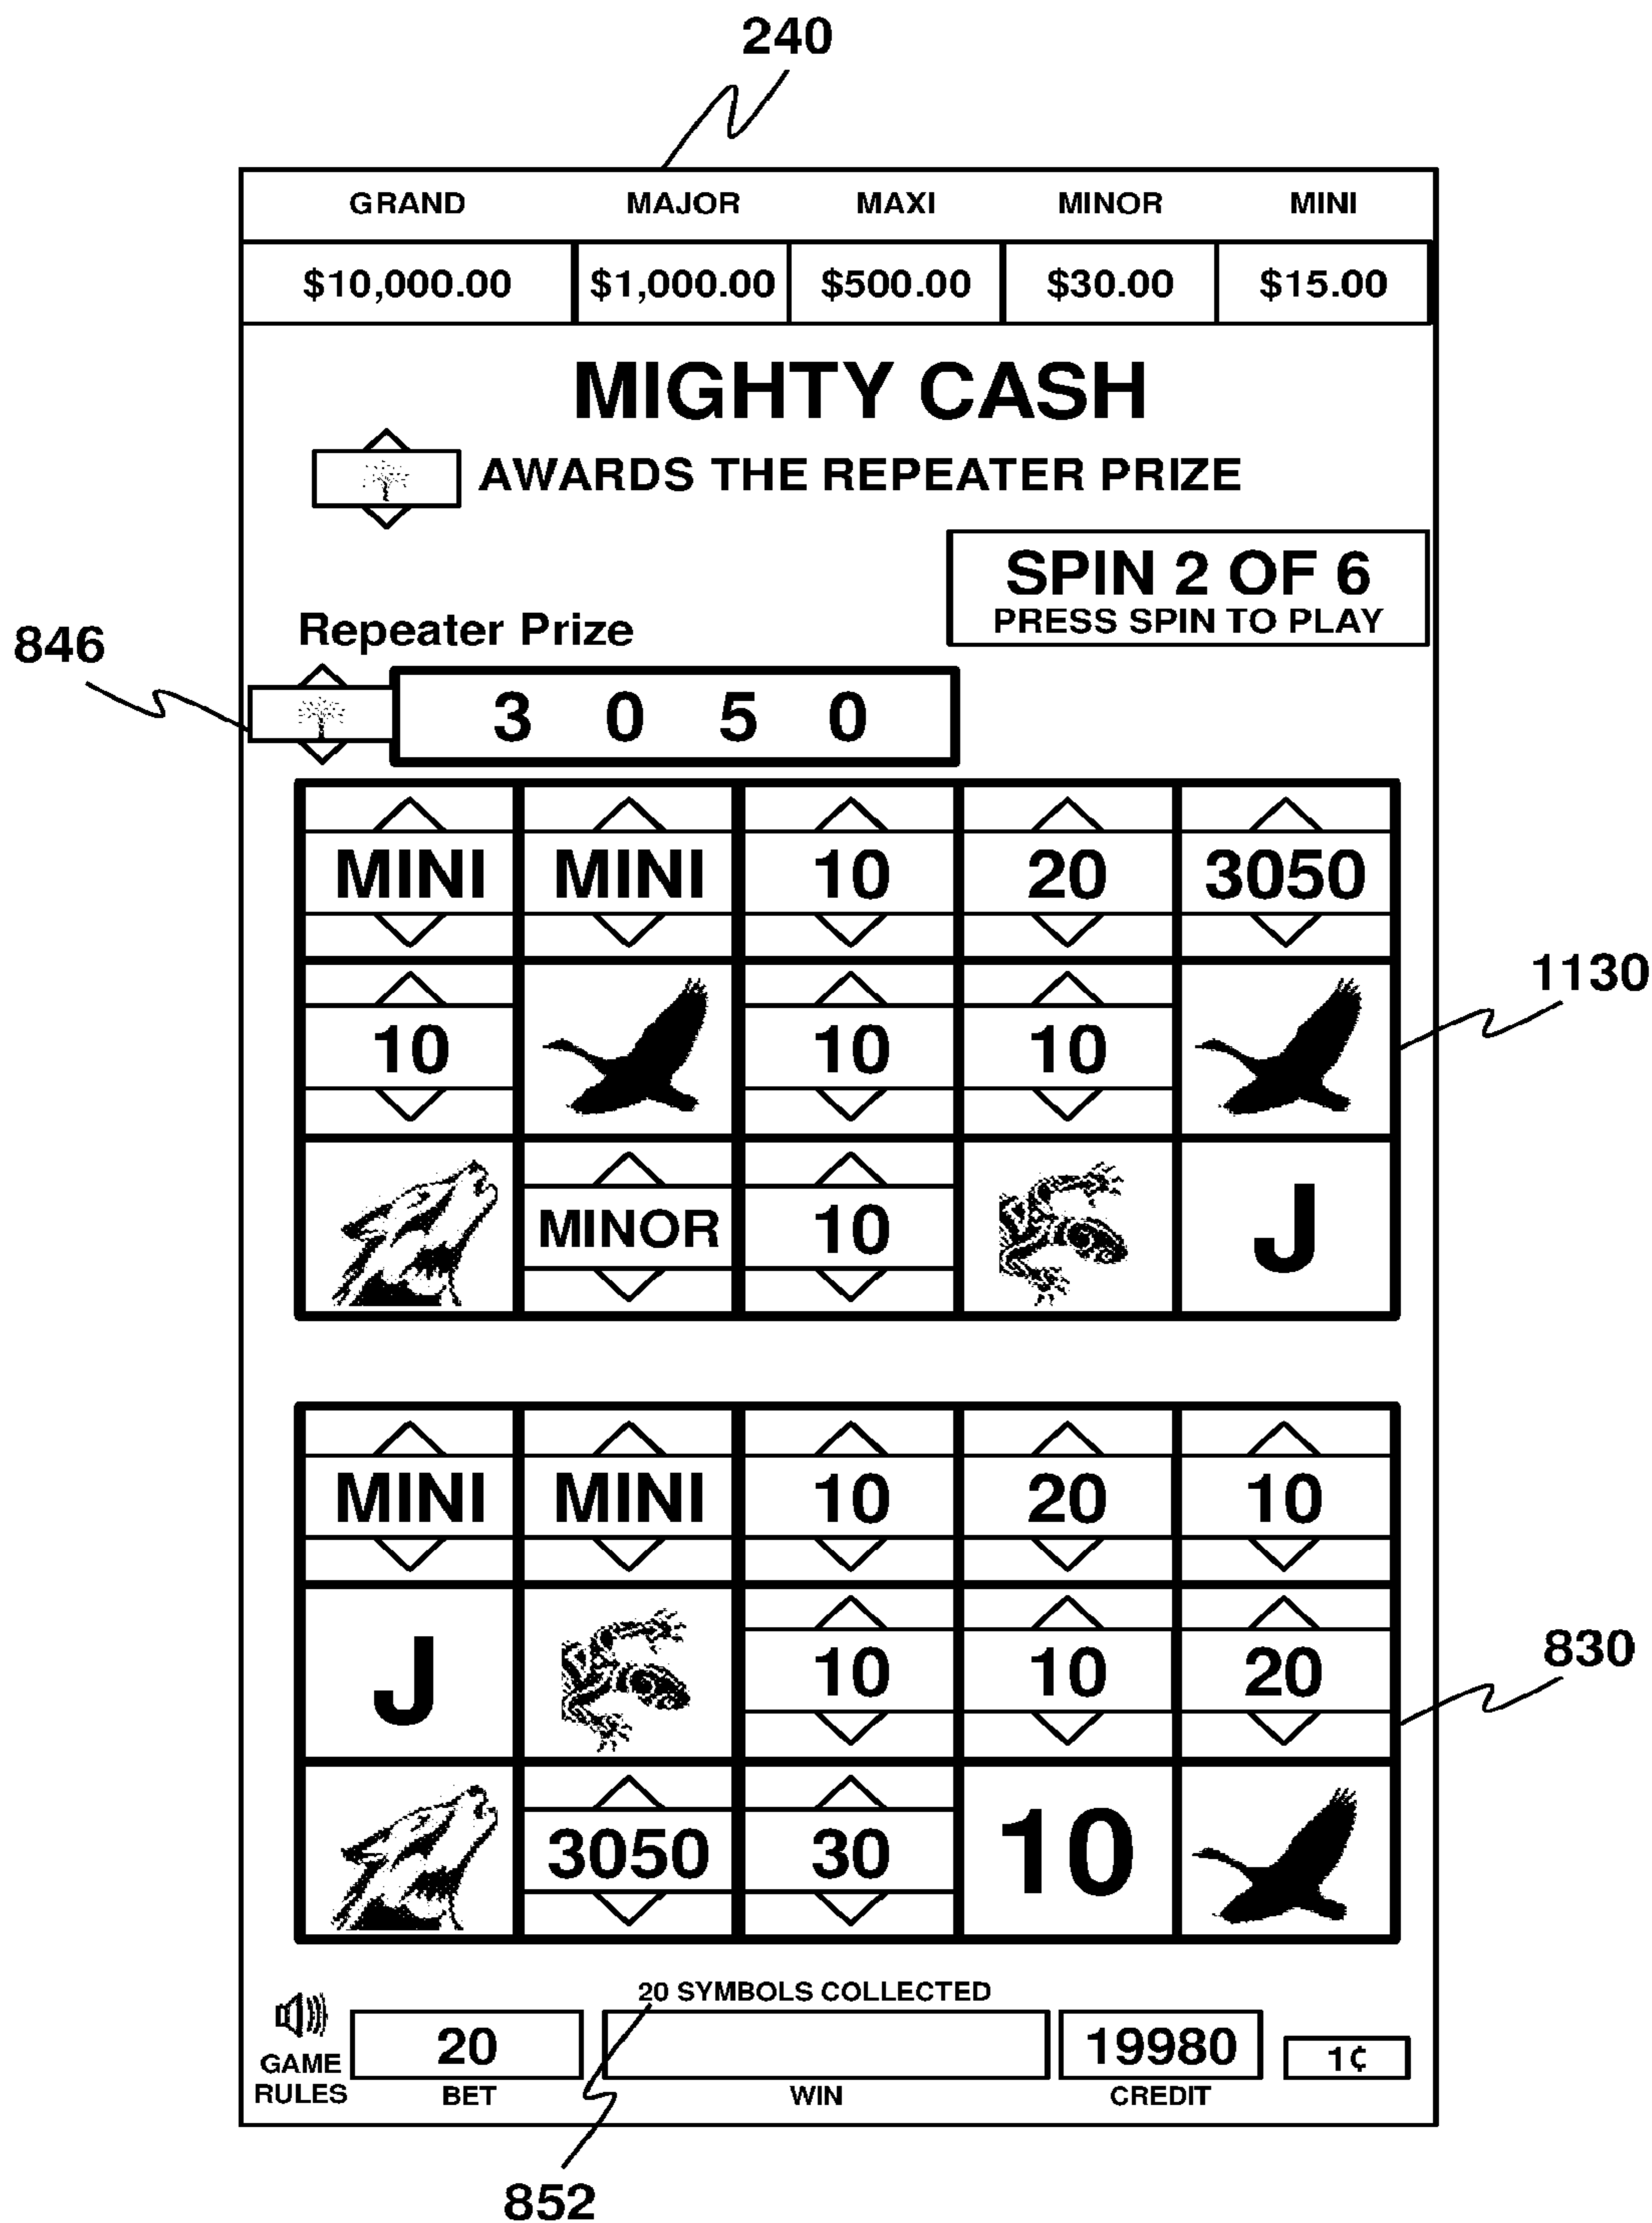 240
GRAND MAJOR MAXI MINOR MINI
$10,000.00 $1,000.00 $500.00 $30.00 $15.00
MIGHTY CASH
AWARDS THE REPEATER PRIZE
SPIN 2 OF 6
PRESS SPIN TO PLAY
Repeater Prize
846
3 0 5 0
MINI MINI 10 20 3050
1130
10 10 10
MINOR 10 J
MINI MINI 10 20 10
830
J 10 10 20
3050 30 10
20 SYMBOLS COLLECTED
20 19980 1¢
GAME
RULES BET WIN CREDIT
852